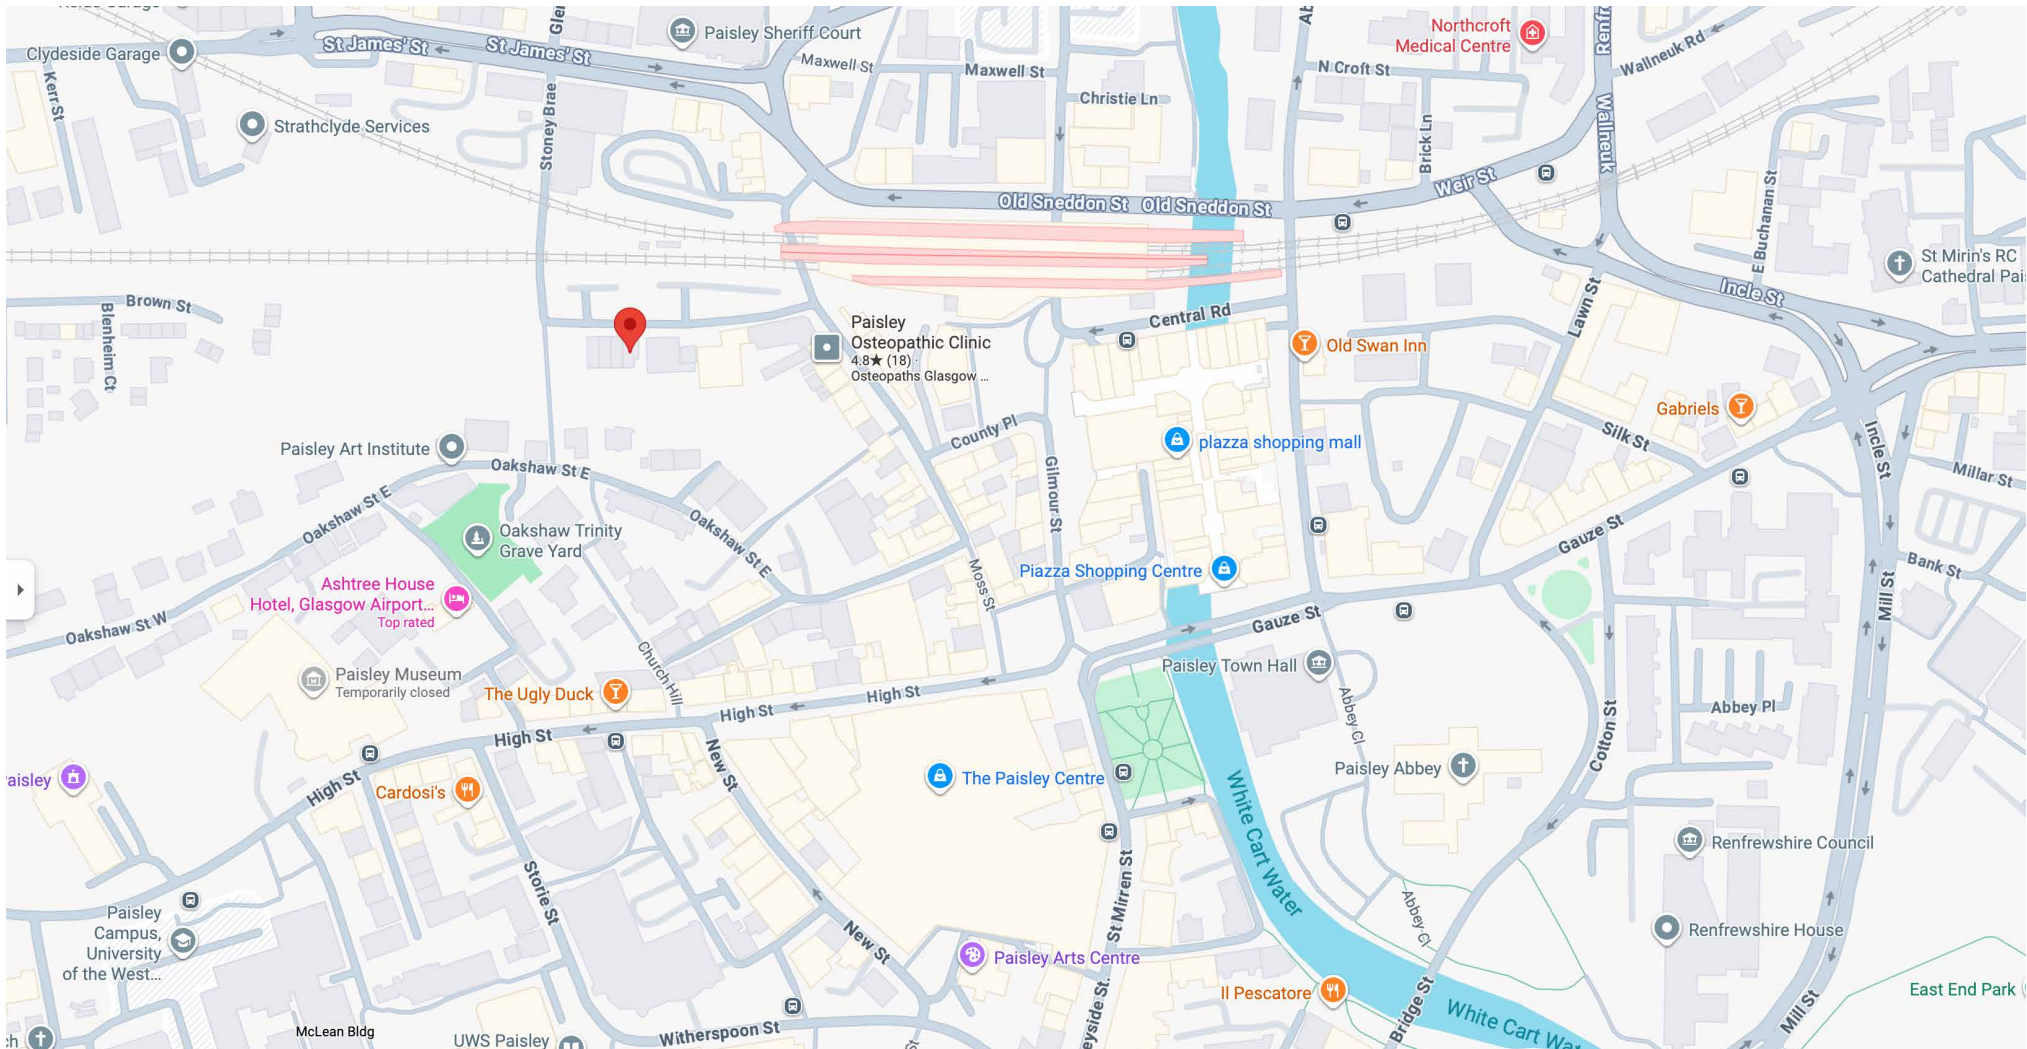 Clydeside Garage
St James' St
St James' St
Paisley Sheriff Court
Maxwell St
Maxwell St
Northcroft
Medical Centre
N Croft St
Wallneuk Rd
Kerr St
Strathclyde Services
Stoney Brae
Christie Ln
Brick Ln
Wallneuk
Weir St
Old Sneddon St
Old Sneddon St
E Buchanan St
St Mirin's RC
Incle St
Brown St
Blenheim Ct
Paisley
Osteopathic Clinic
4.8★ (18) ·
Osteopaths Glasgow ...
Central Rd
Old Swan Inn
Lawn St
Gabriels
Silk St
Paisley Art Institute
Oakshaw St E
County Pl
Gilmour St
plazza shopping mall
Incle St
Millar St
Oakshaw St E
Oakshaw St E
Oakshaw Trinity
Grave Yard
Gauze St
Bank St
Moss St
Piazza Shopping Centre
Ashtree House
Hotel, Glasgow Airport...
Top rated
Oakshaw St W
Gauze St
Mill St
Church Hill
Paisley Museum
Temporarily closed
The Ugly Duck
Paisley Town Hall
High St
High St
High St
Abbey Cl
Abbey Pl
Cotton St
New St
High St
Cardosi's
The Paisley Centre
White Cart Water
Paisley Abbey
Renfrewshire Council
Storie St
St Mirren St
Abbey Cl
Paisley
Campus,
University
of the West...
New St
Paisley Arts Centre
Renfrewshire House
Il Pescatore
Bridge St
East End Park
Mill St
White Cart
McLean Bldg
UWS Paisley
Witherspoon St